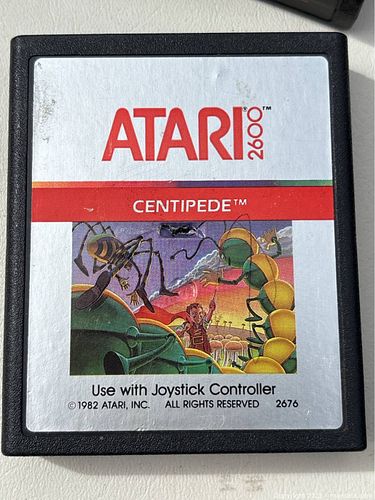 ATARI® 2600™
CENTIPEDE™
Use with Joystick Controller
© 1982 ATARI, INC. ALL RIGHTS RESERVED 2676